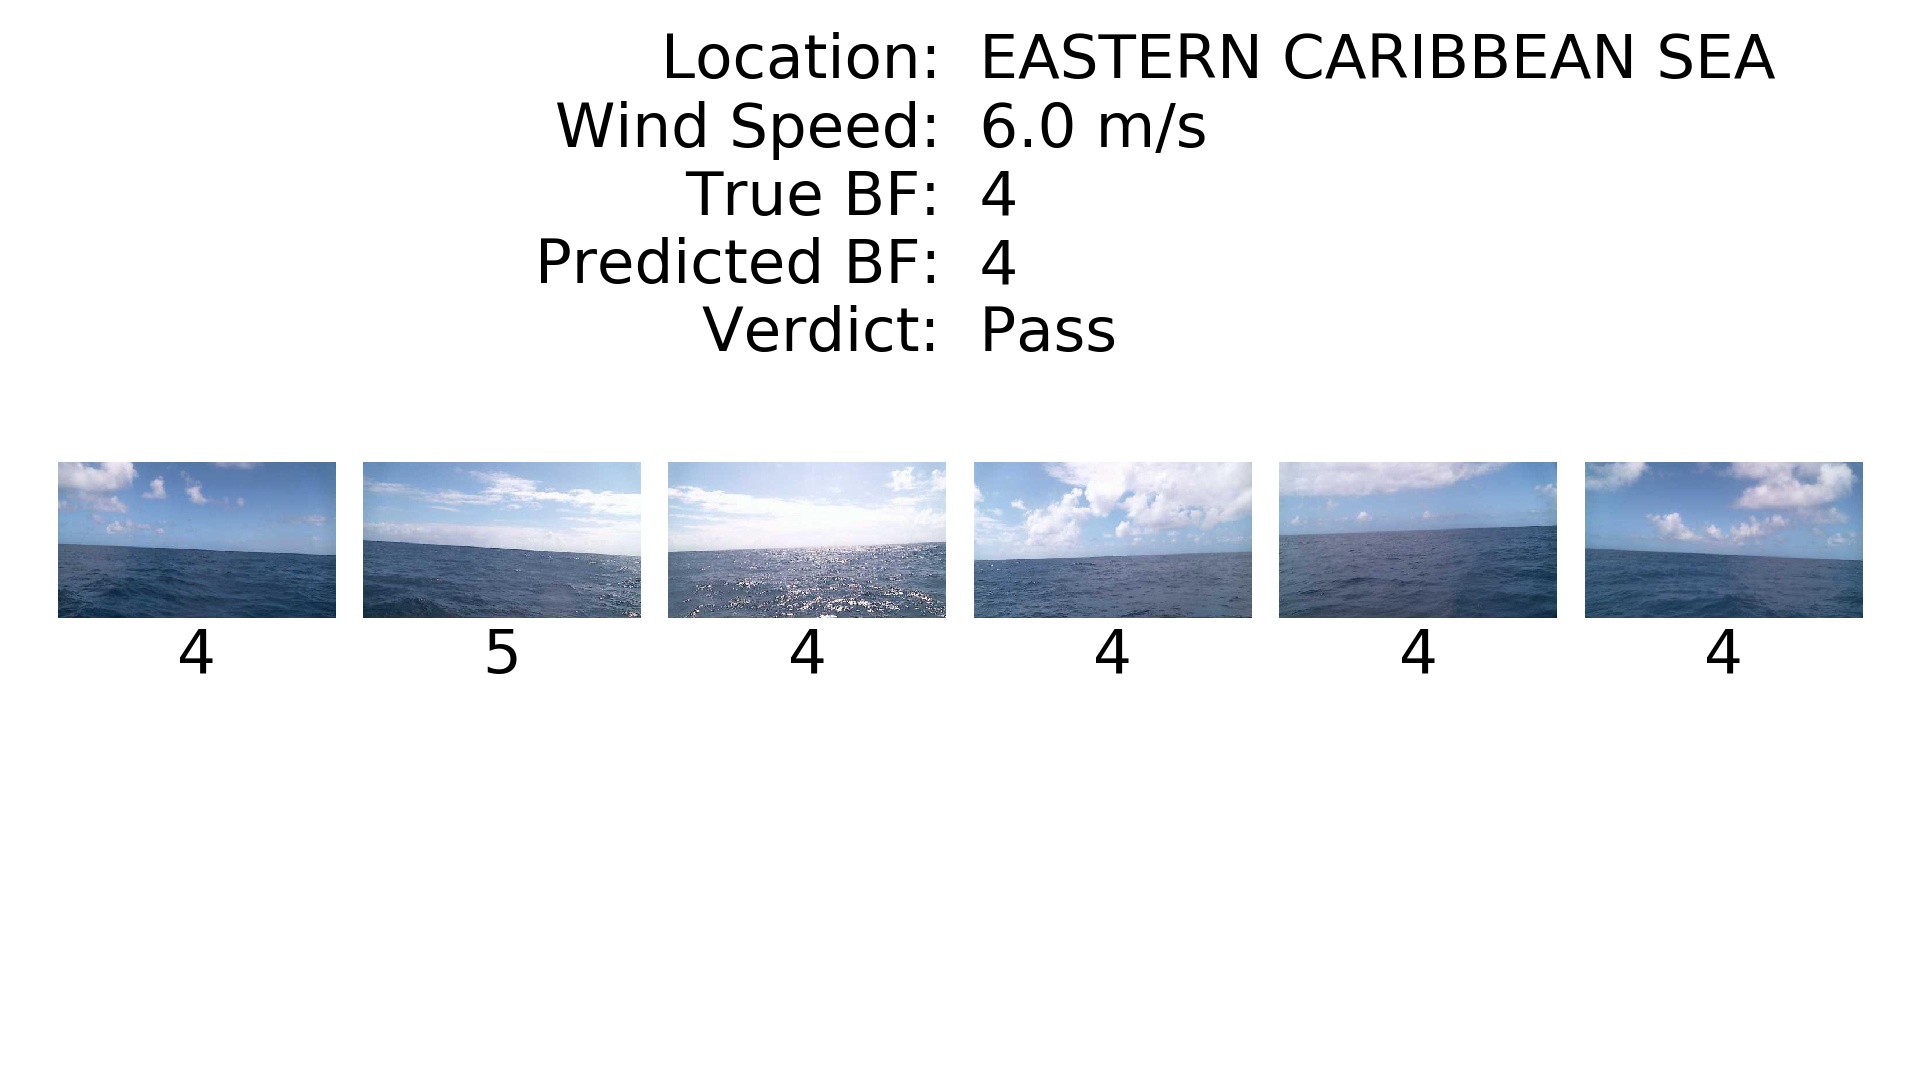 Location: EASTERN CARIBBEAN SEA
Wind Speed: 6.0 m/s
True BF: 4
Predicted BF: 4
Verdict: Pass
4 5 4 4 4 4